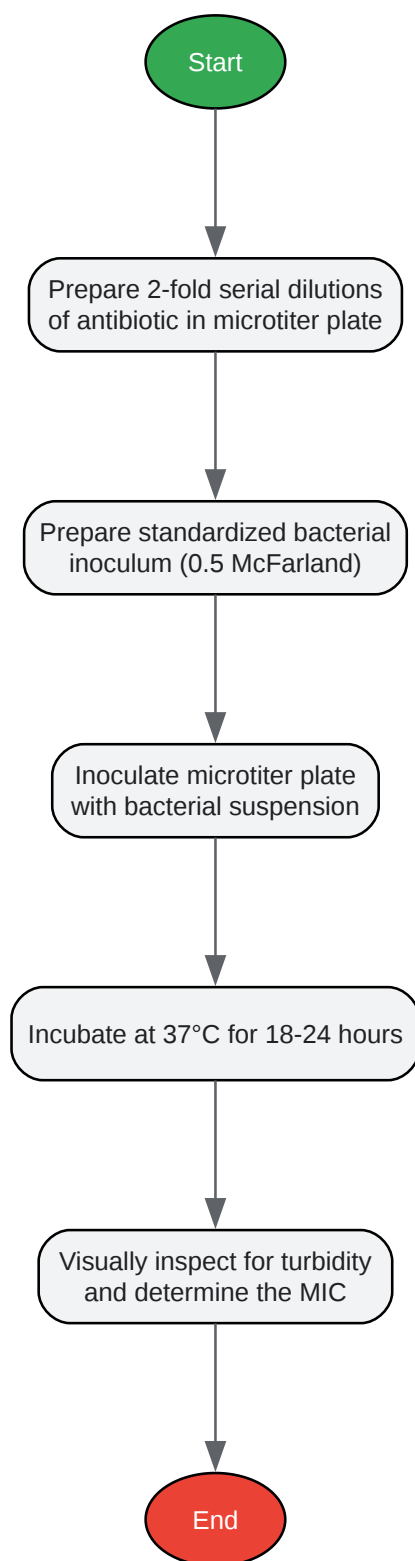 Start
Prepare 2-fold serial dilutions
of antibiotic in microtiter plate
Prepare standardized bacterial
inoculum (0.5 McFarland)
Inoculate microtiter plate
with bacterial suspension
Incubate at 37°C for 18-24 hours
Visually inspect for turbidity
and determine the MIC
End